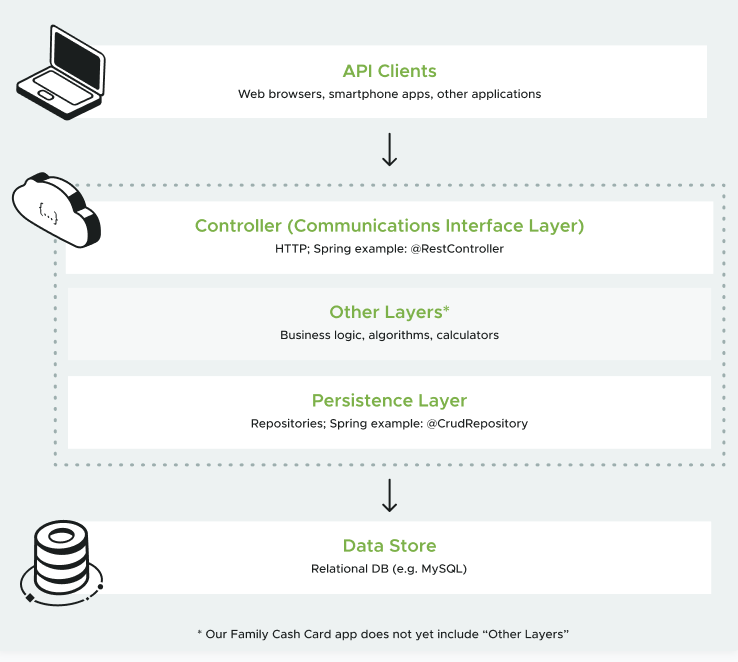 API Clients
Web browsers, smartphone apps, other applications
{...}
Controller (Communications Interface Layer)
HTTP; Spring example: @RestController
Other Layers*
Business logic, algorithms, calculators
Persistence Layer
Repositories; Spring example: @CrudRepository
Data Store
Relational DB (e.g. MySQL)
* Our Family Cash Card app does not yet include “Other Layers”